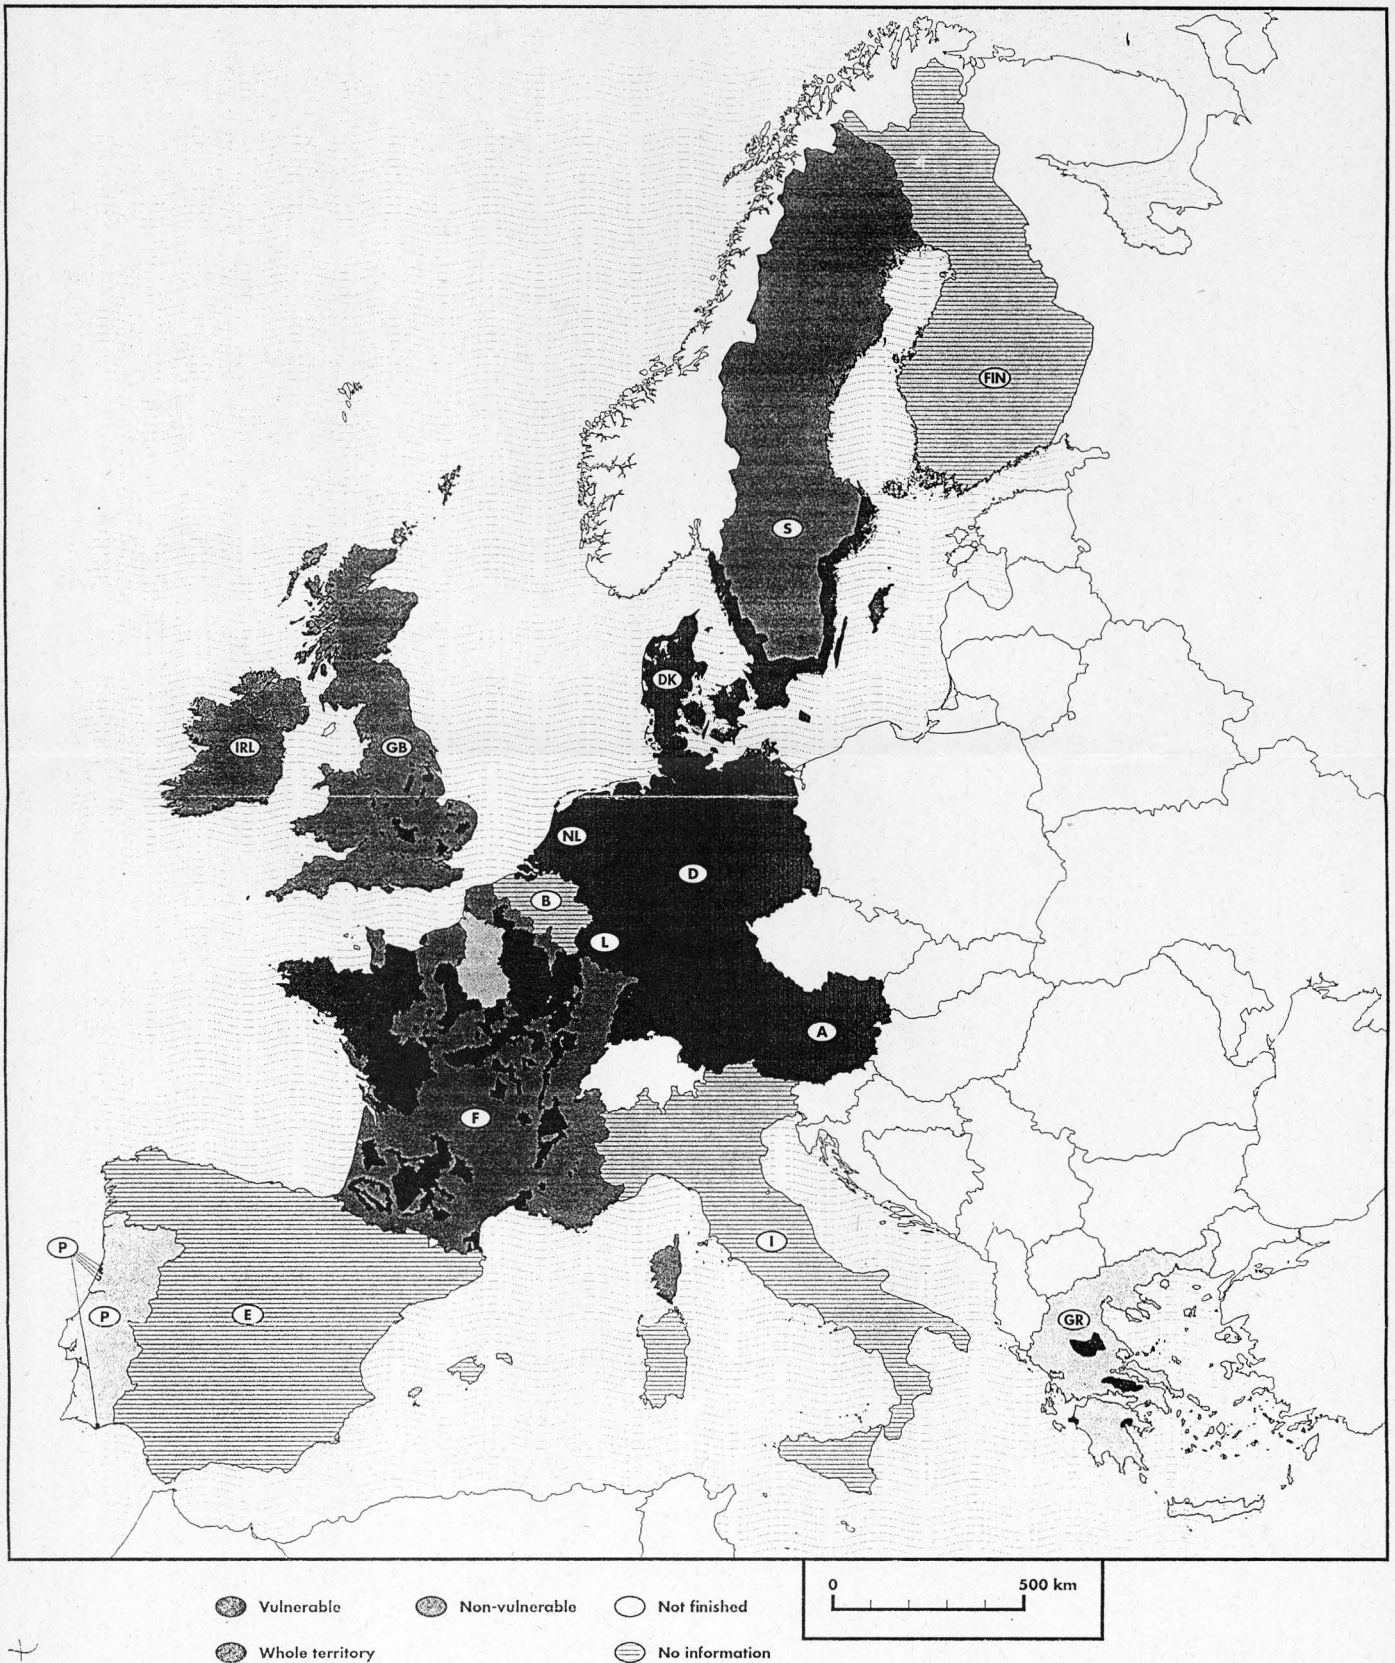 FIN
S
DK
IRL
GB
NL
D
B
L
A
F
P
I
P
E
GR
0 500 km
Vulnerable Non-vulnerable Not finished
Whole territory No information